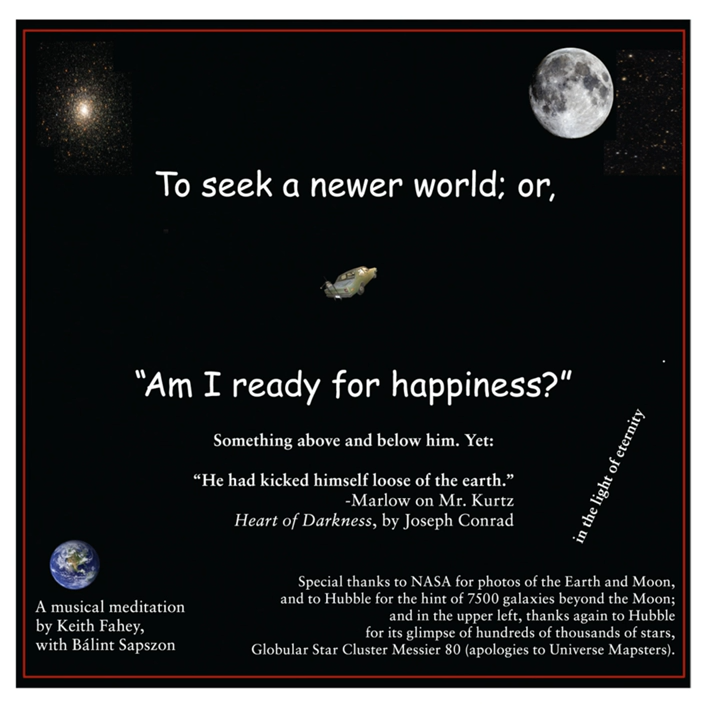 To seek a newer world; or,
“Am I ready for happiness?”
Something above and below him. Yet:
“He had kicked himself loose of the earth.”
-Marlow on Mr. Kurtz
Heart of Darkness, by Joseph Conrad
in the light of eternity
A musical meditation
by Keith Fahey,
with Bálint Sapszon
Special thanks to NASA for photos of the Earth and Moon,
and to Hubble for the hint of 7500 galaxies beyond the Moon;
and in the upper left, thanks again to Hubble
for its glimpse of hundreds of thousands of stars,
Globular Star Cluster Messier 80 (apologies to Universe Mapsters).